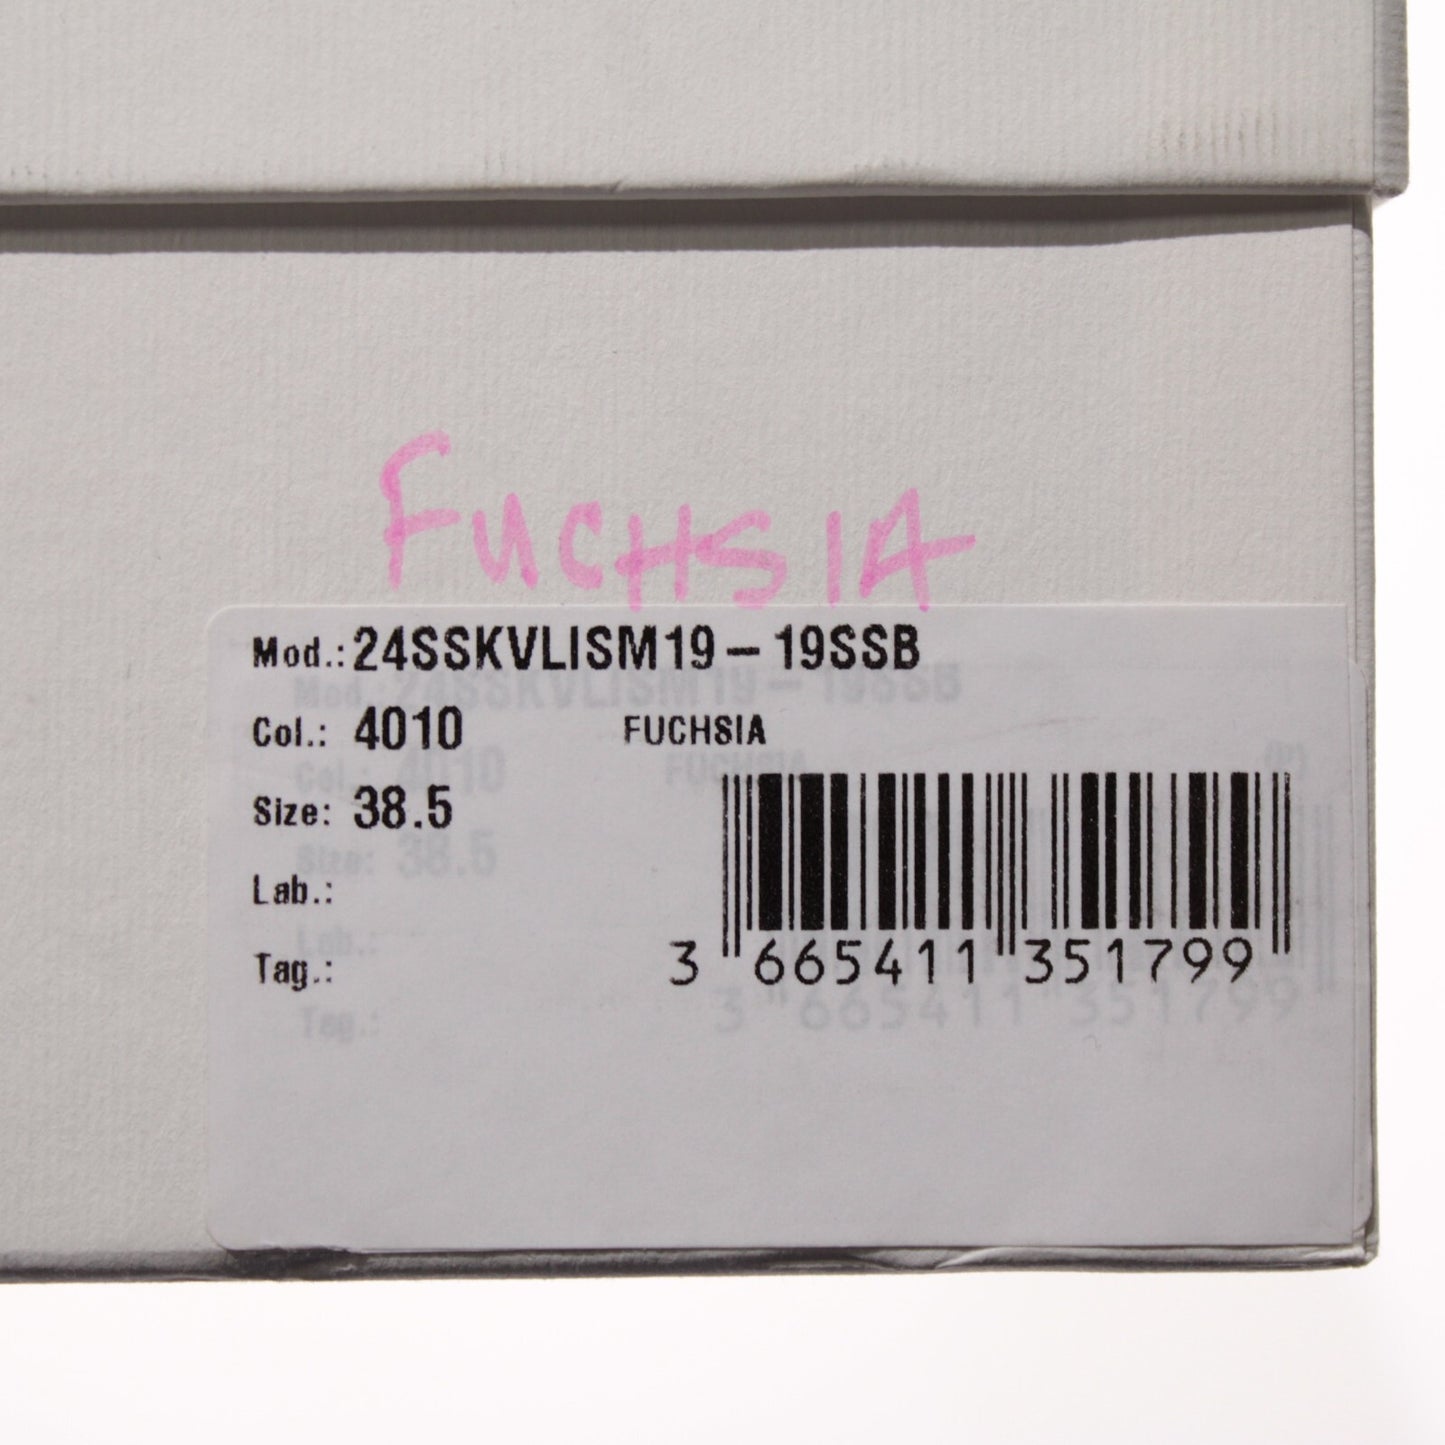 FUCHSIA
Mod.: 24SSKVLISM19 – 19SSB
Col.: 4010 FUCHSIA
Size: 38.5
Lab.:
Tag.:
3 665411 351799